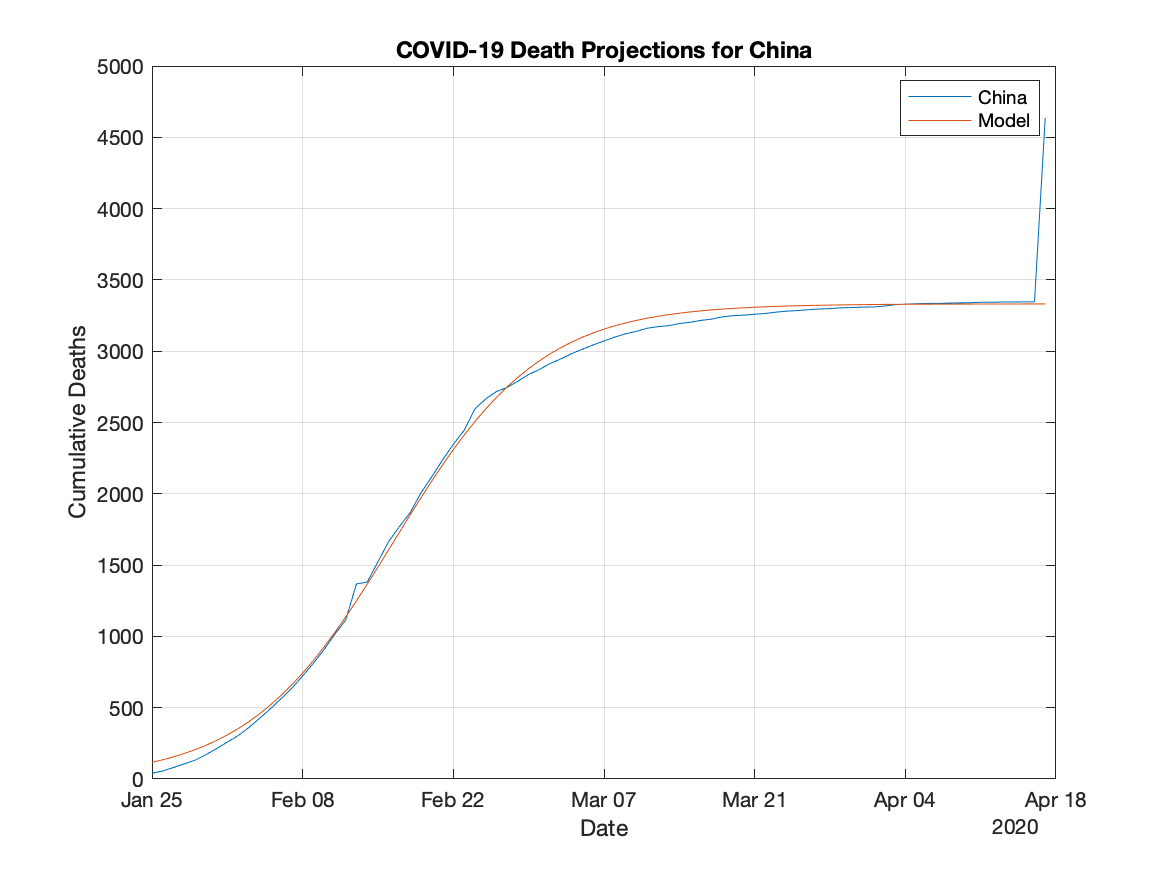 COVID-19 Death Projections for China
5000
4500
4000
3500
3000
2500
2000
1500
1000
500
0
Cumulative Deaths
China
Model
Jan 25 Feb 08 Feb 22 Mar 07 Mar 21 Apr 04 Apr 18
Date
2020